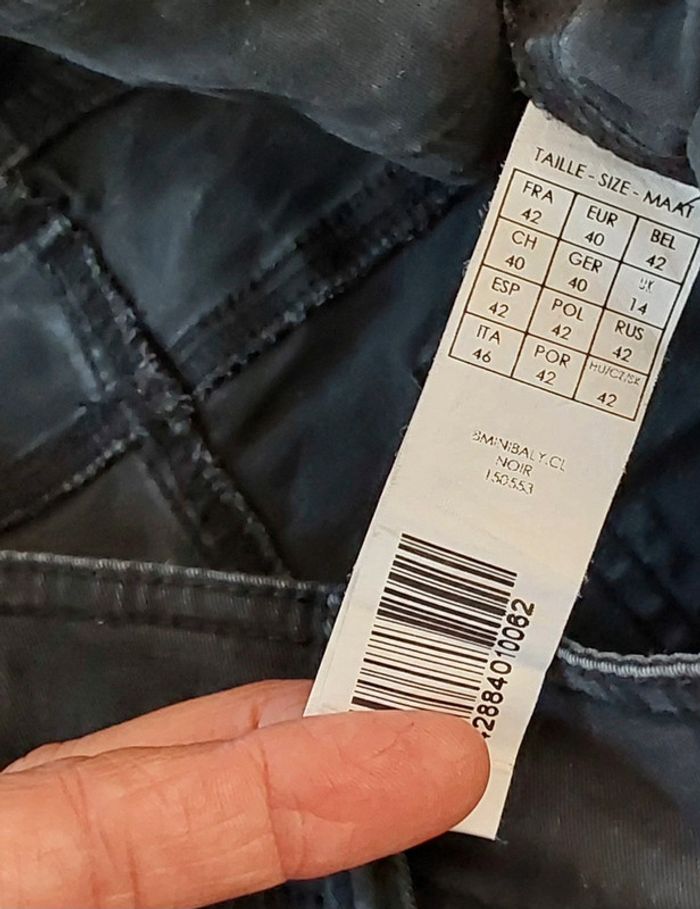 TAILLE - SIZE - MAAT
FRA EUR BEL
42 40 42
CH GER UK
40 40 14
ESP POL RUS
42 42 42
ITA POR HU/CZ/SK
46 42 42
BMINIBALY.CL
NOIR
150553
2884010062